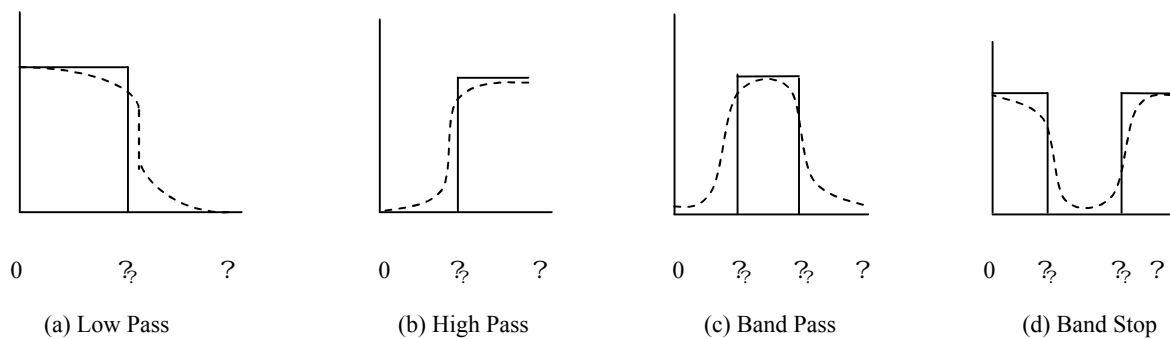 0 ?? ? 0 ?? ? 0 ?? ?? ? 0 ?? ?? ?
(a) Low Pass (b) High Pass (c) Band Pass (d) Band Stop